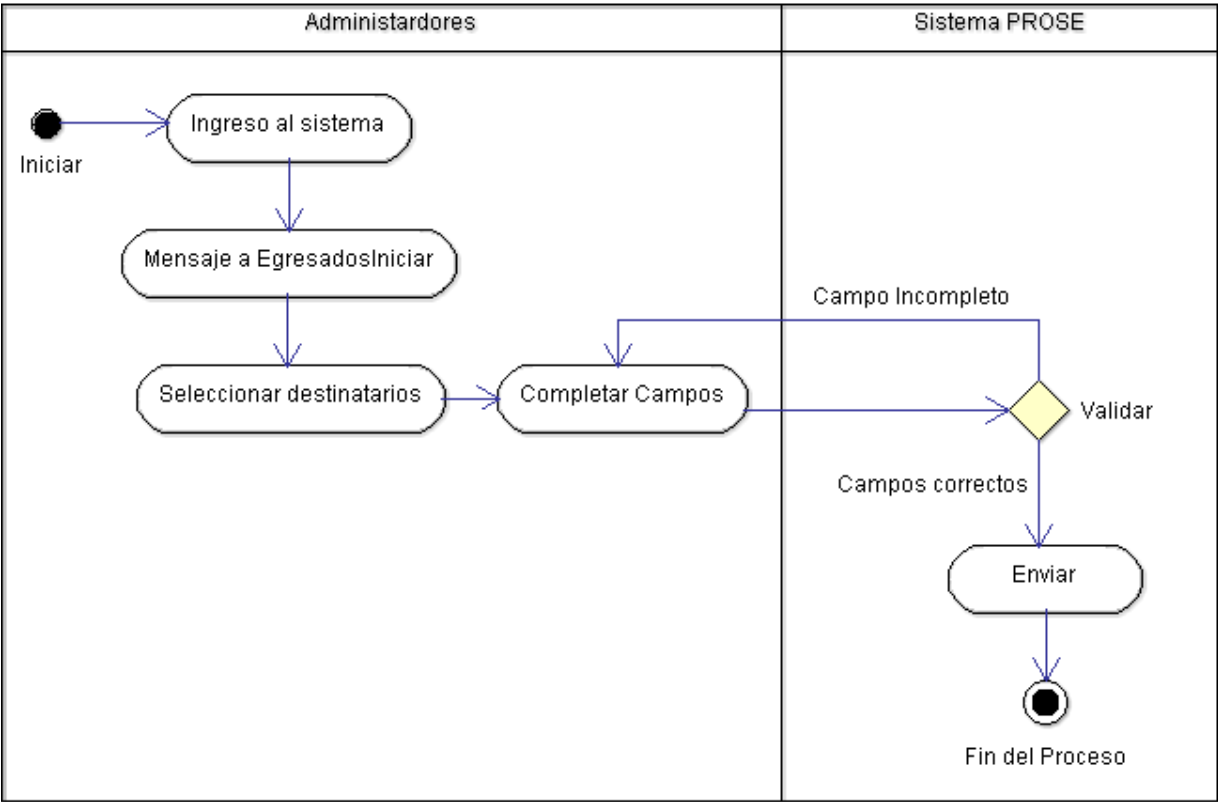 Administardores
Sistema PROSE
Ingreso al sistema
Iniciar
Mensaje a EgresadosIniciar
Campo Incompleto
Seleccionar destinatarios
Completar Campos
Validar
Campos correctos
Enviar
Fin del Proceso